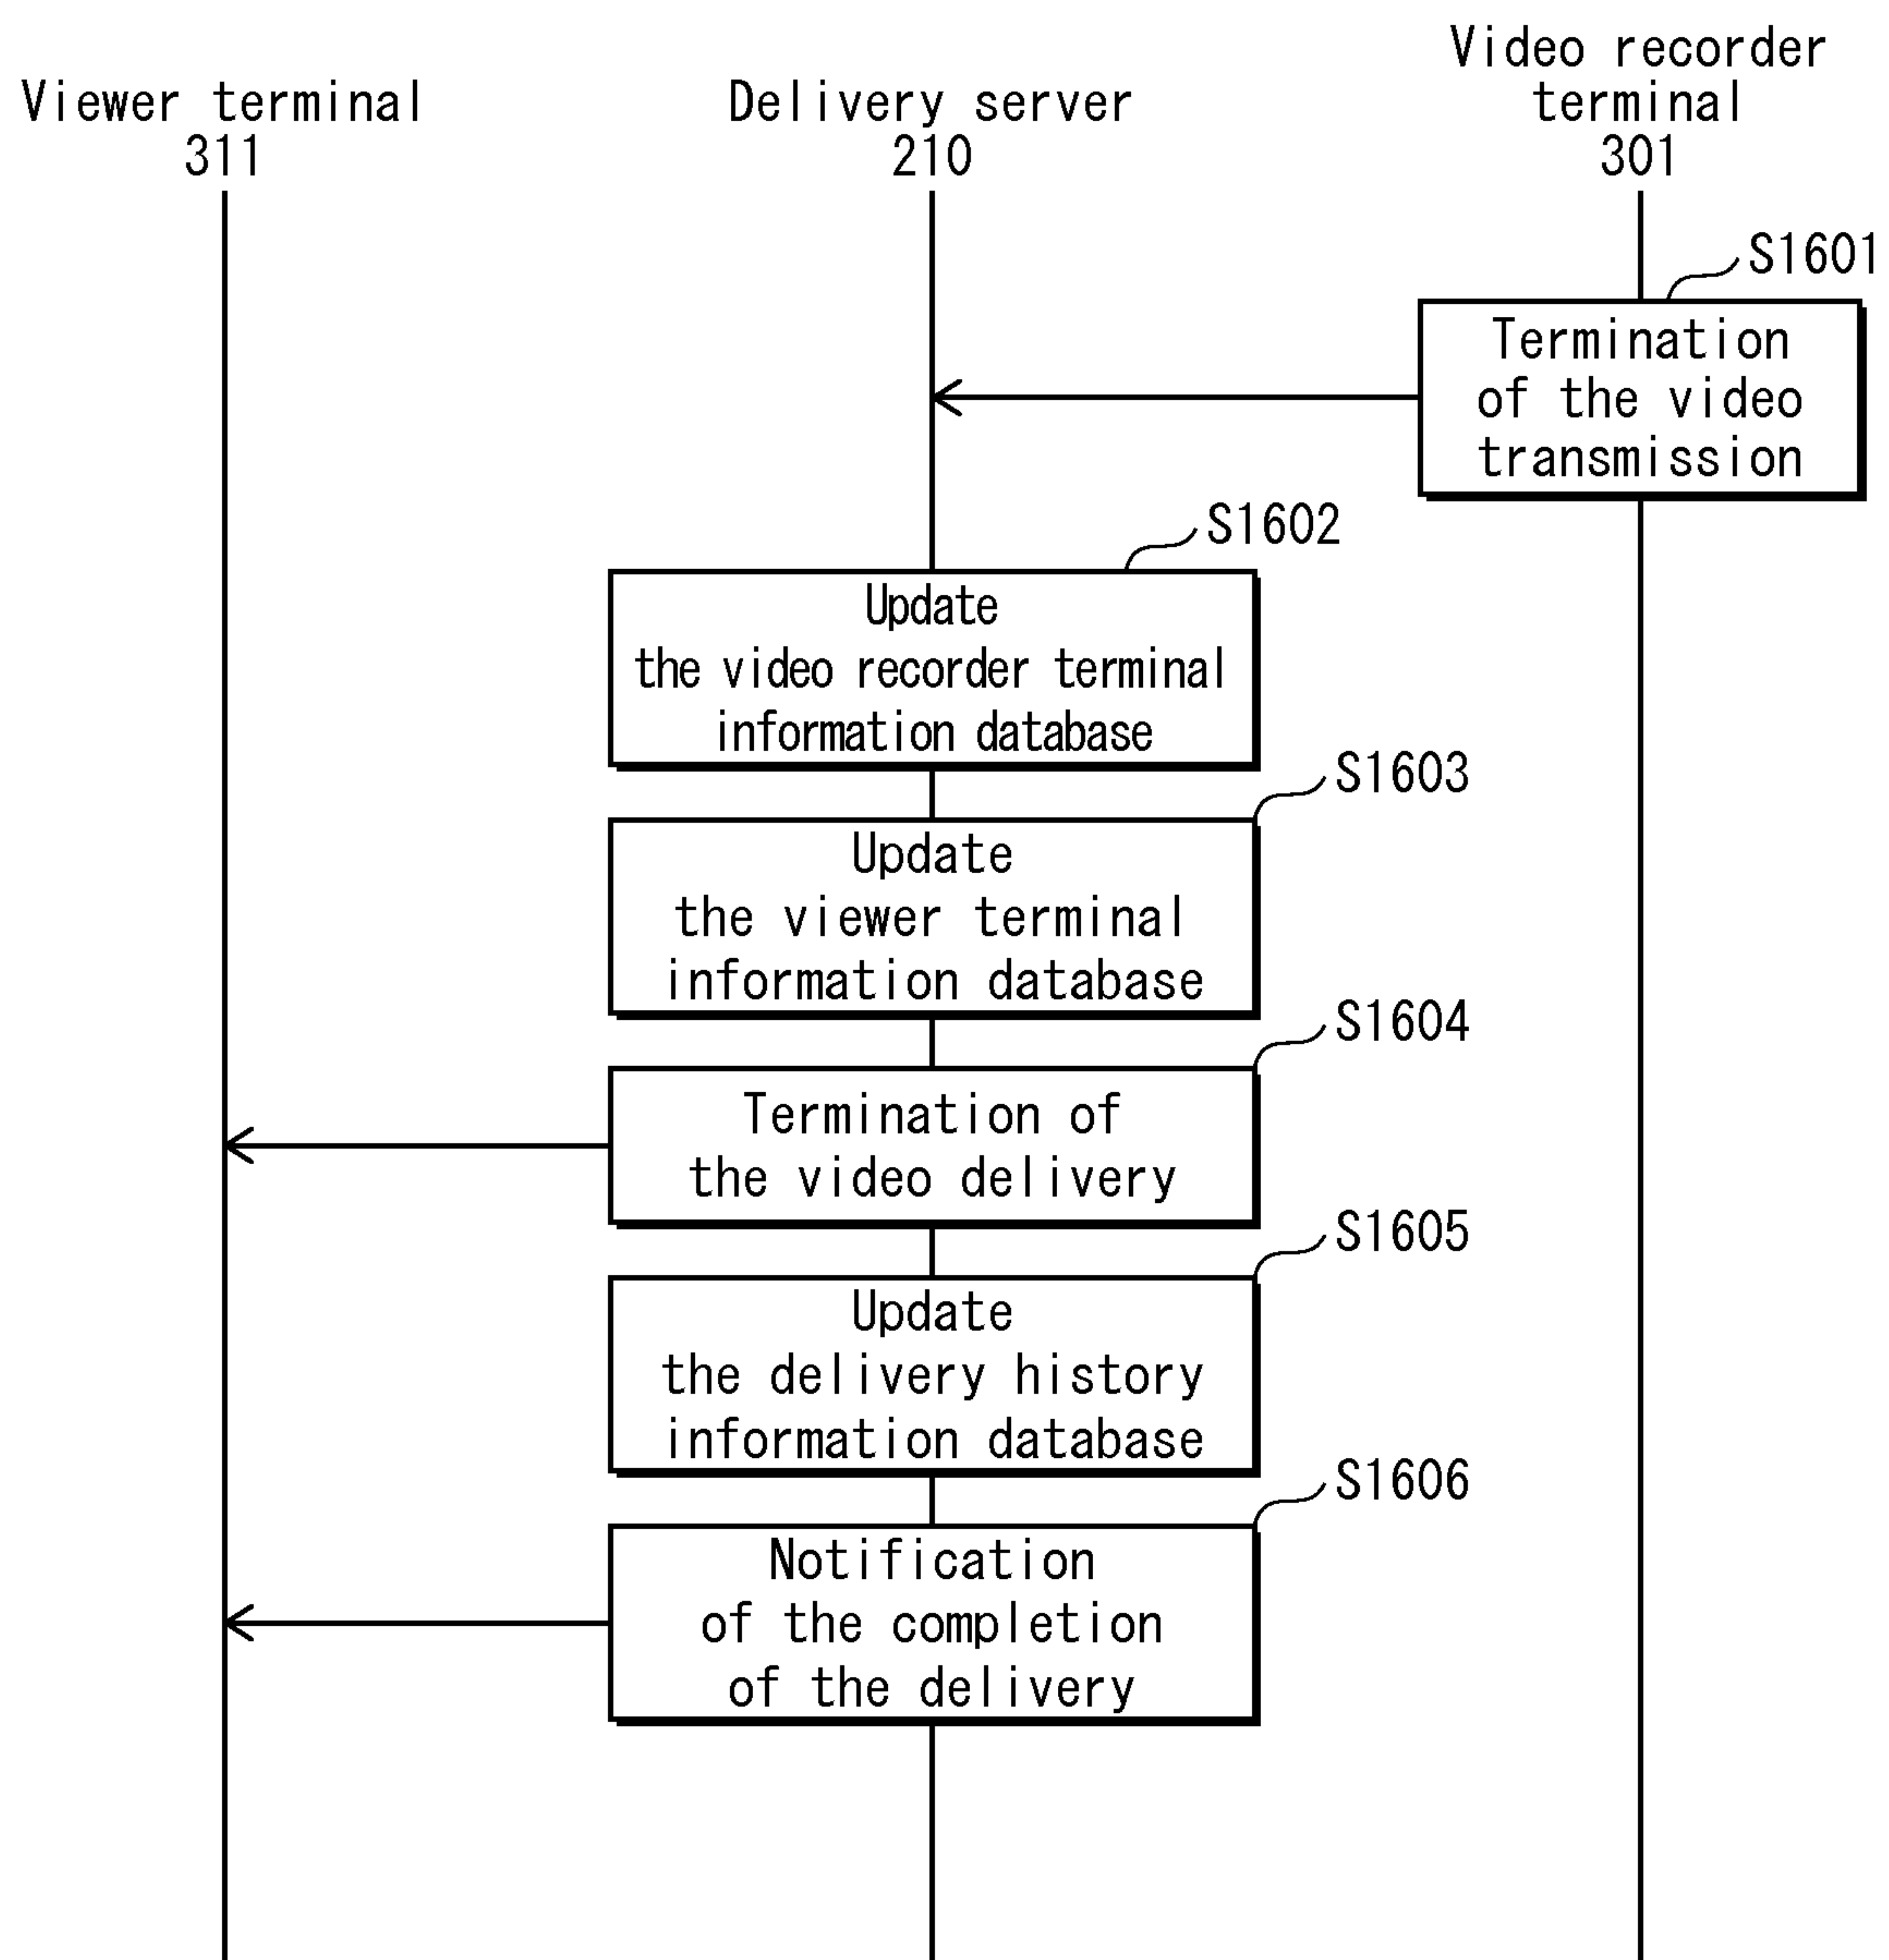 Viewer terminal
311
Delivery server
210
Video recorder
terminal
301
S1601
Termination
of the video
transmission
S1602
Update
the video recorder terminal
information database
S1603
Update
the viewer terminal
information database
S1604
Termination of
the video delivery
S1605
Update
the delivery history
information database
S1606
Notification
of the completion
of the delivery